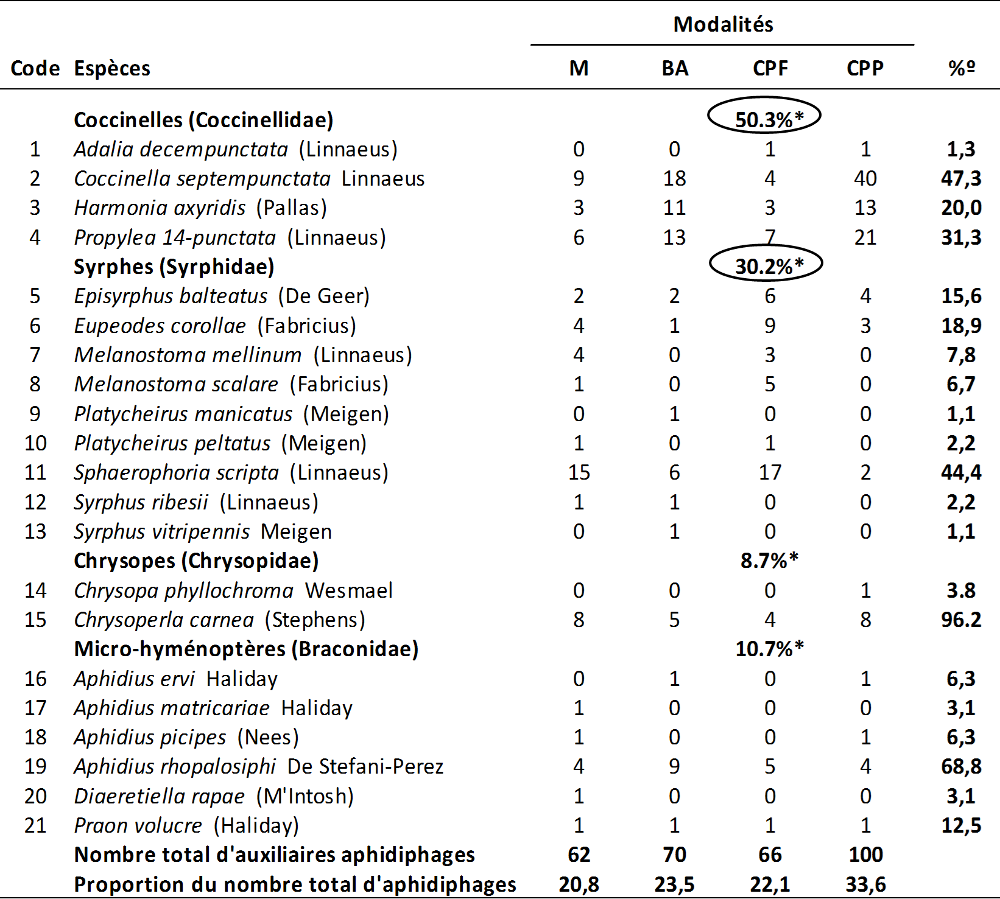 Modalités
Code Espèces M BA CPF CPP %º
Coccinelles (Coccinellidae) 50.3%*
1 Adalia decempunctata (Linnaeus) 0 0 1 1 1,3
2 Coccinella septempunctata Linnaeus 9 18 4 40 47,3
3 Harmonia axyridis (Pallas) 3 11 3 13 20,0
4 Propylea 14-punctata (Linnaeus) 6 13 7 21 31,3
Syrphes (Syrphidae) 30.2%*
5 Episyrphus balteatus (De Geer) 2 2 6 4 15,6
6 Eupeodes corollae (Fabricius) 4 1 9 3 18,9
7 Melanostoma mellinum (Linnaeus) 4 0 3 0 7,8
8 Melanostoma scalare (Fabricius) 1 0 5 0 6,7
9 Platycheirus manicatus (Meigen) 0 1 0 0 1,1
10 Platycheirus peltatus (Meigen) 1 0 1 0 2,2
11 Sphaerophoria scripta (Linnaeus) 15 6 17 2 44,4
12 Syrphus ribesii (Linnaeus) 1 1 0 0 2,2
13 Syrphus vitripennis Meigen 0 1 0 0 1,1
Chrysopes (Chrysopidae) 8.7%*
14 Chrysopa phyllochroma Wesmael 0 0 0 1 3.8
15 Chrysoperla carnea (Stephens) 8 5 4 8 96.2
Micro-hyménoptères (Braconidae) 10.7%*
16 Aphidius ervi Haliday 0 1 0 1 6,3
17 Aphidius matricariae Haliday 1 0 0 0 3,1
18 Aphidius picipes (Nees) 1 0 0 1 6,3
19 Aphidius rhopalosiphi De Stefani-Perez 4 9 5 4 68,8
20 Diaeretiella rapae (M'Intosh) 1 0 0 0 3,1
21 Praon volucre (Haliday) 1 1 1 1 12,5
Nombre total d'auxiliaires aphidiphages 62 70 66 100
Proportion du nombre total d'aphidiphages 20,8 23,5 22,1 33,6